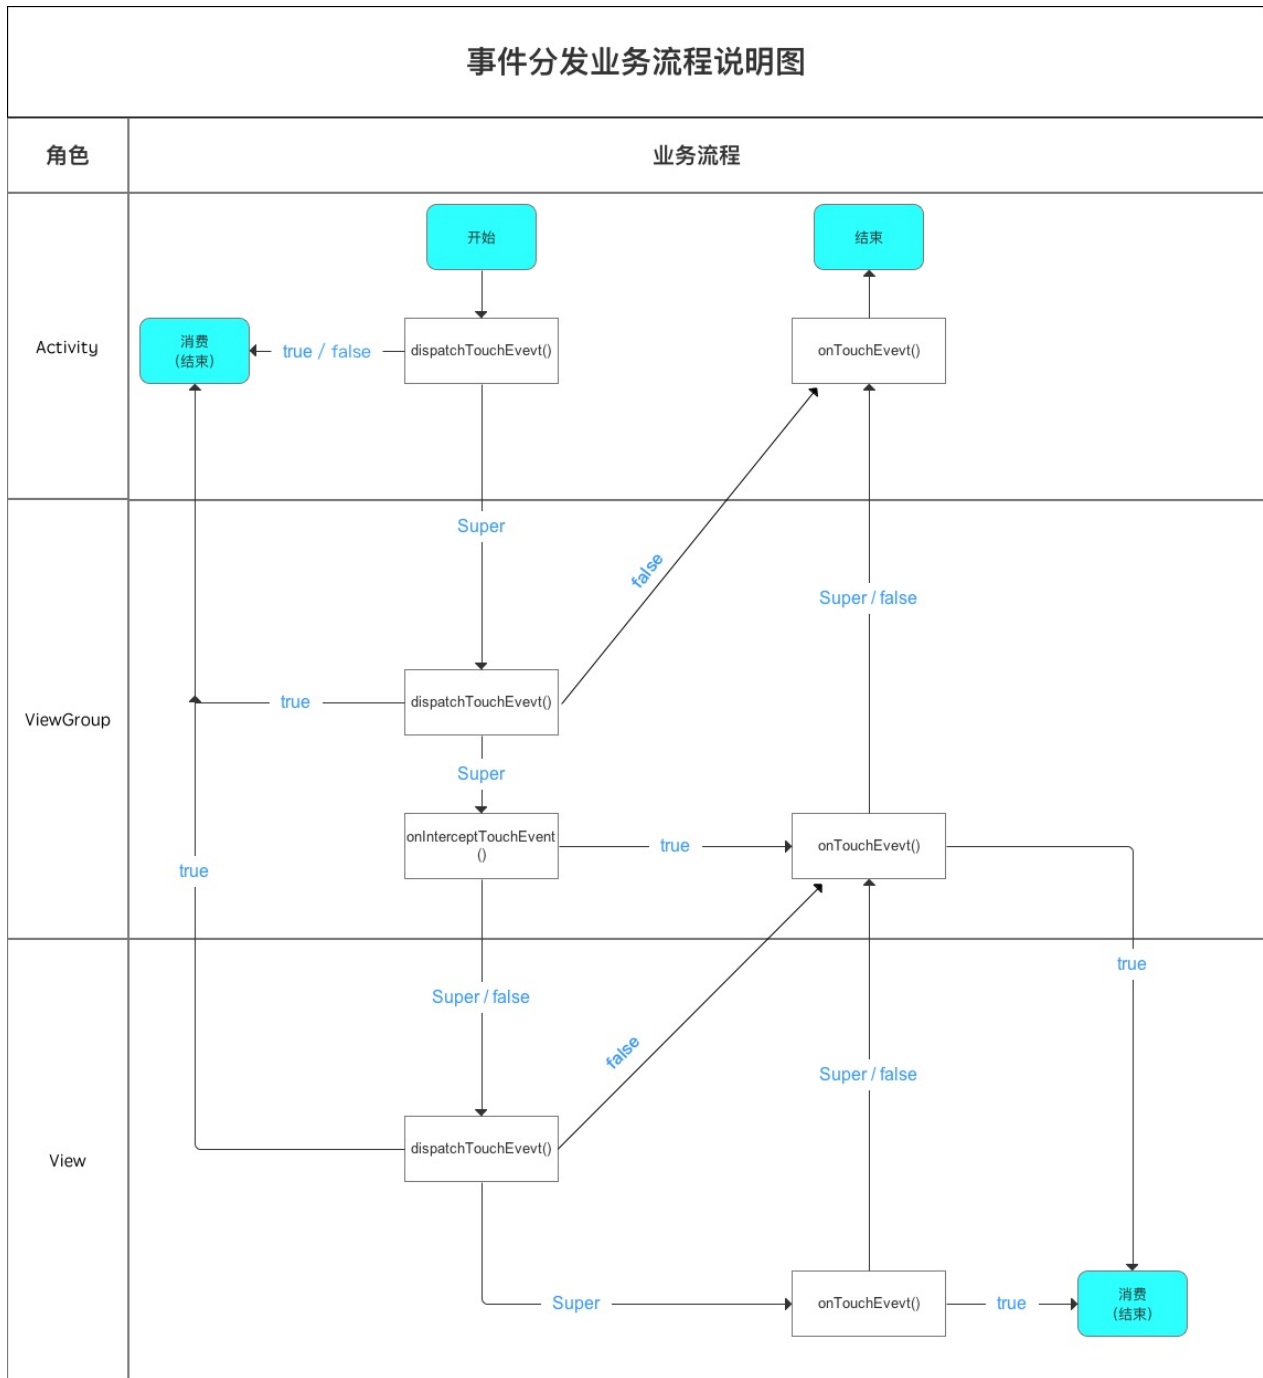 事件分发业务流程说明图
角色
业务流程
开始
结束
Activity
消费
(结束)
true / false
dispatchTouchEvevt()
onTouchEvevt()
Super
false
Super / false
ViewGroup
true
dispatchTouchEvevt()
Super
onInterceptTouchEvent
()
true
onTouchEvevt()
true
true
Super / false
false
Super / false
View
dispatchTouchEvevt()
Super
onTouchEvevt()
true
消费
(结束)